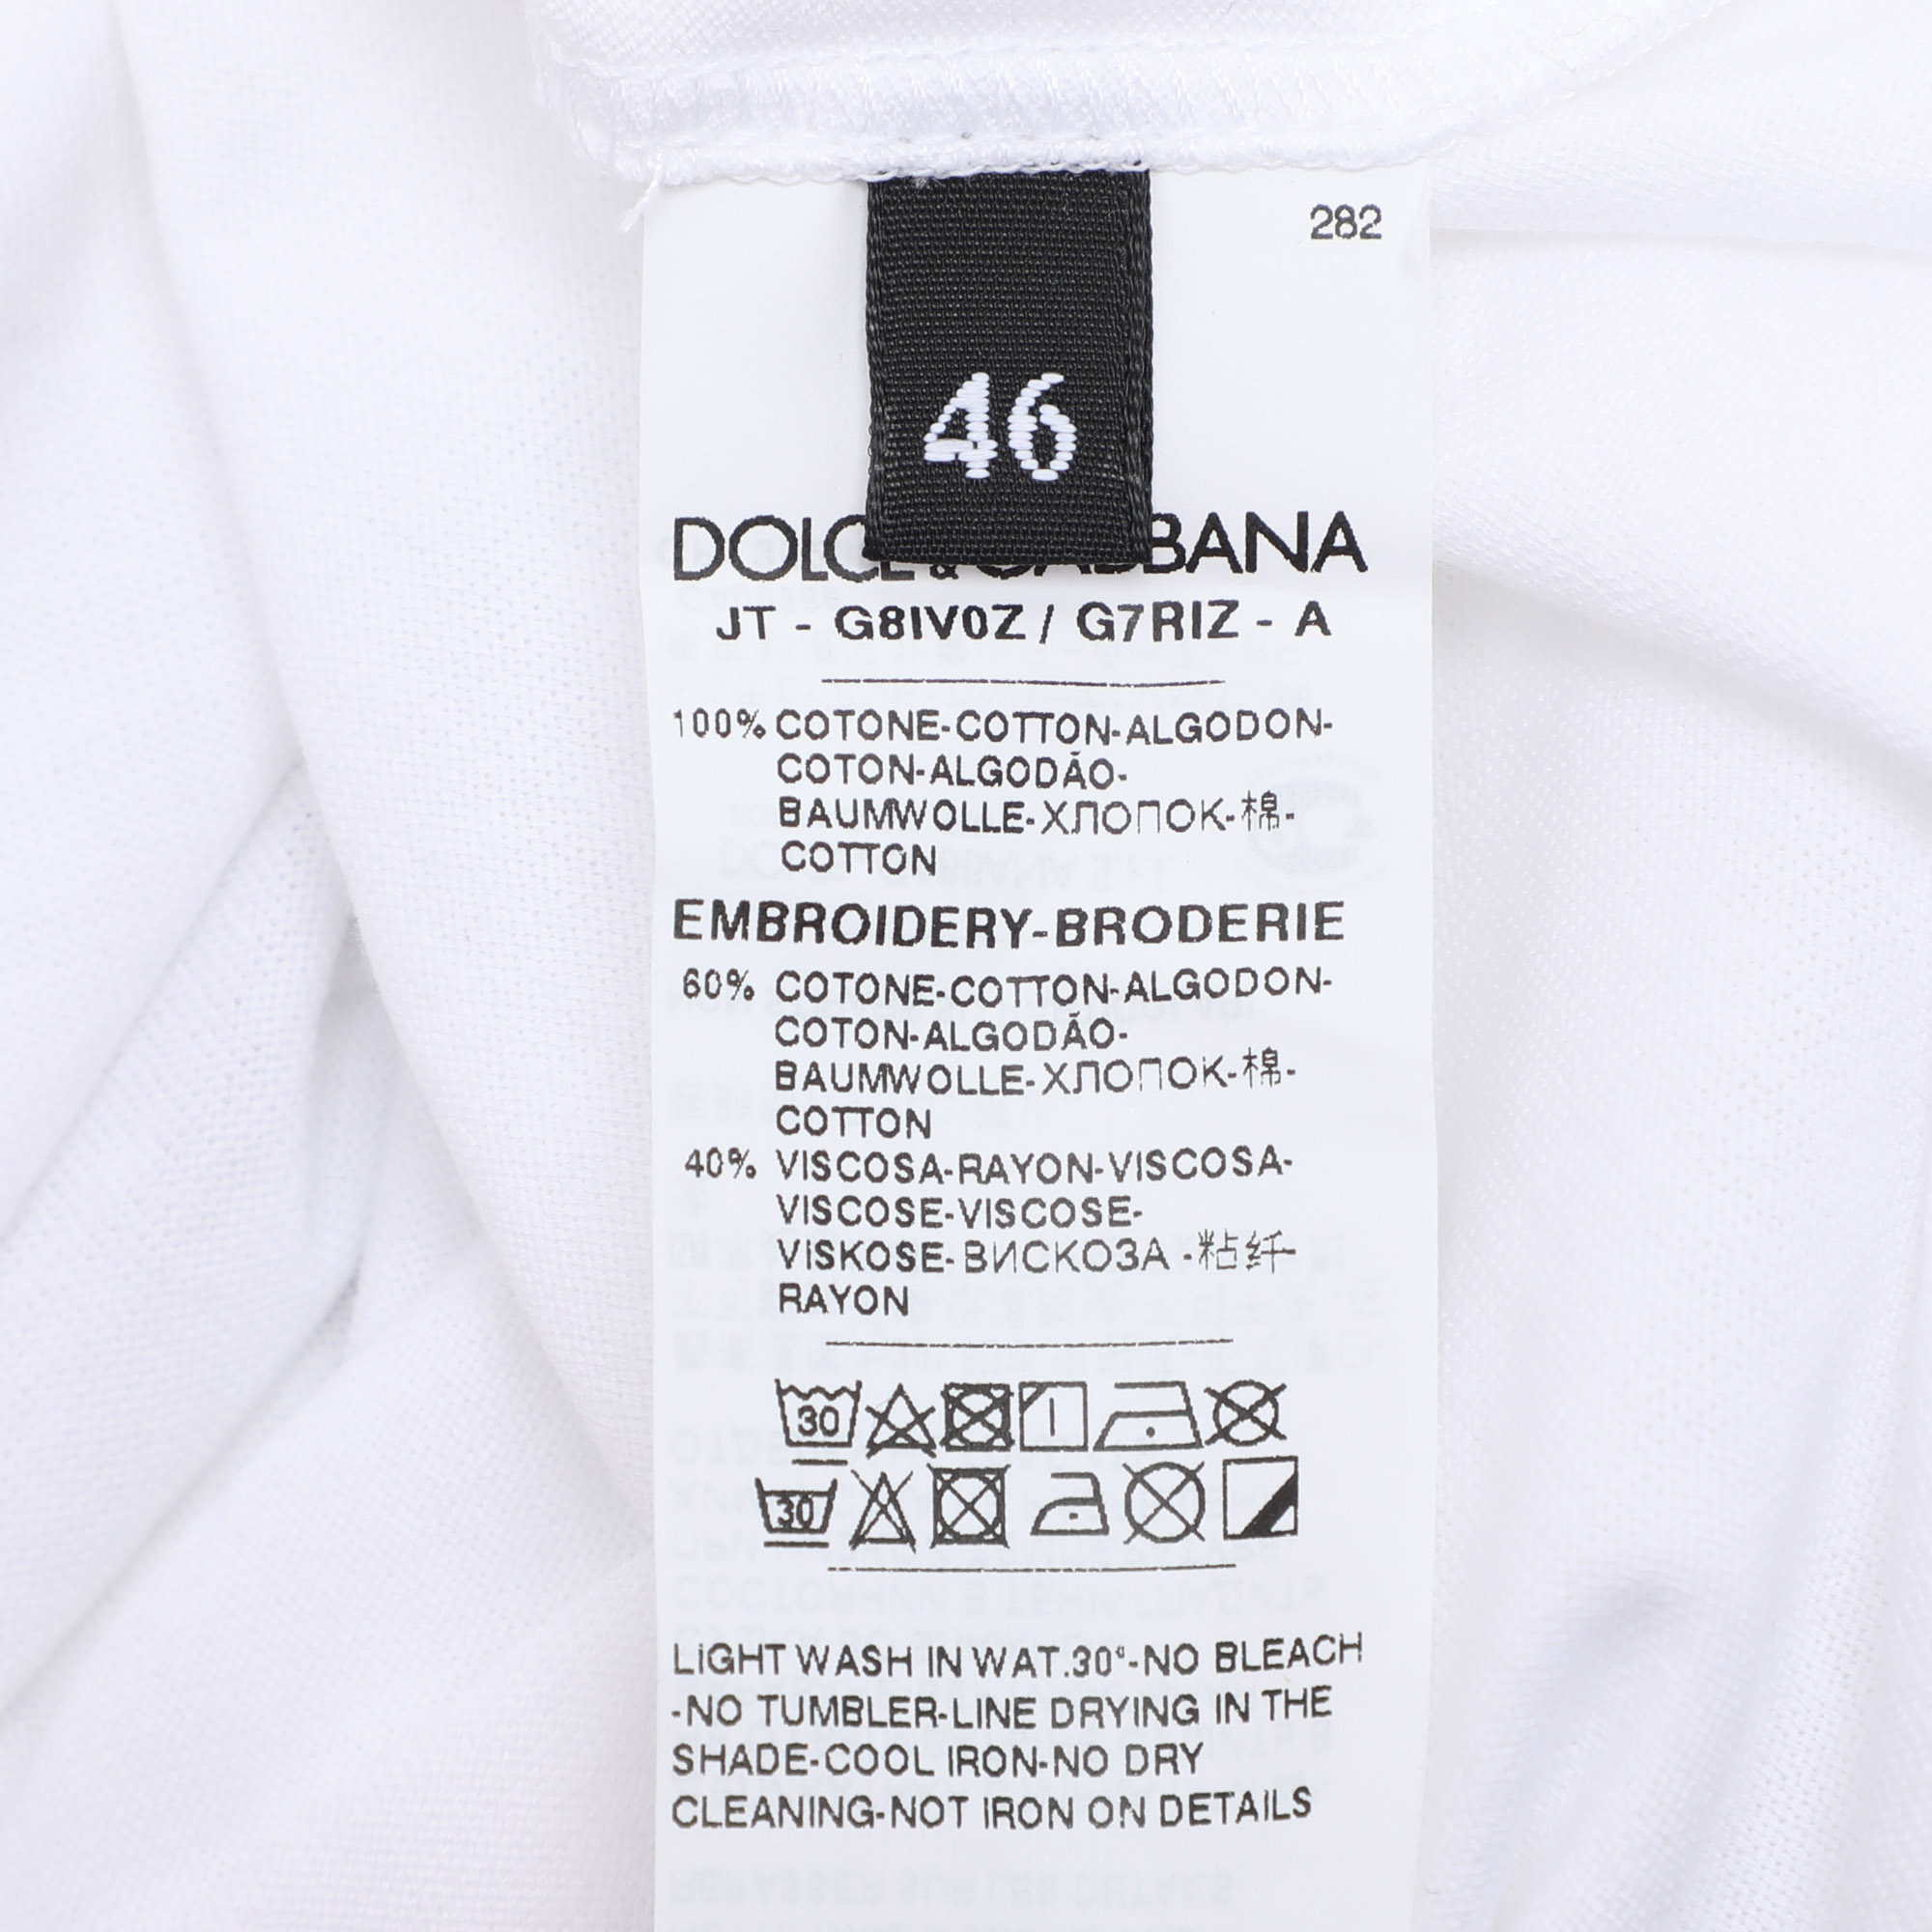 282
46
DOLCE & GABBANA
JT - G8IV0Z / G7RIZ - A
100% COTONE-COTTON-ALGODON-
COTON-ALGODÃO-
BAUMWOLLE-ХЛОПОК-棉-
COTTON
EMBROIDERY-BRODERIE
60% COTONE-COTTON-ALGODON-
COTON-ALGODÃO-
BAUMWOLLE-ХЛОПОК-棉-
COTTON
40% VISCOSA-RAYON-VISCOSA-
VISCOSE-VISCOSE-
VISKOSE-ВИСКОЗА -粘纤-
RAYON
30
30
LIGHT WASH IN WAT.30°-NO BLEACH
-NO TUMBLER-LINE DRYING IN THE
SHADE-COOL IRON-NO DRY
CLEANING-NOT IRON ON DETAILS